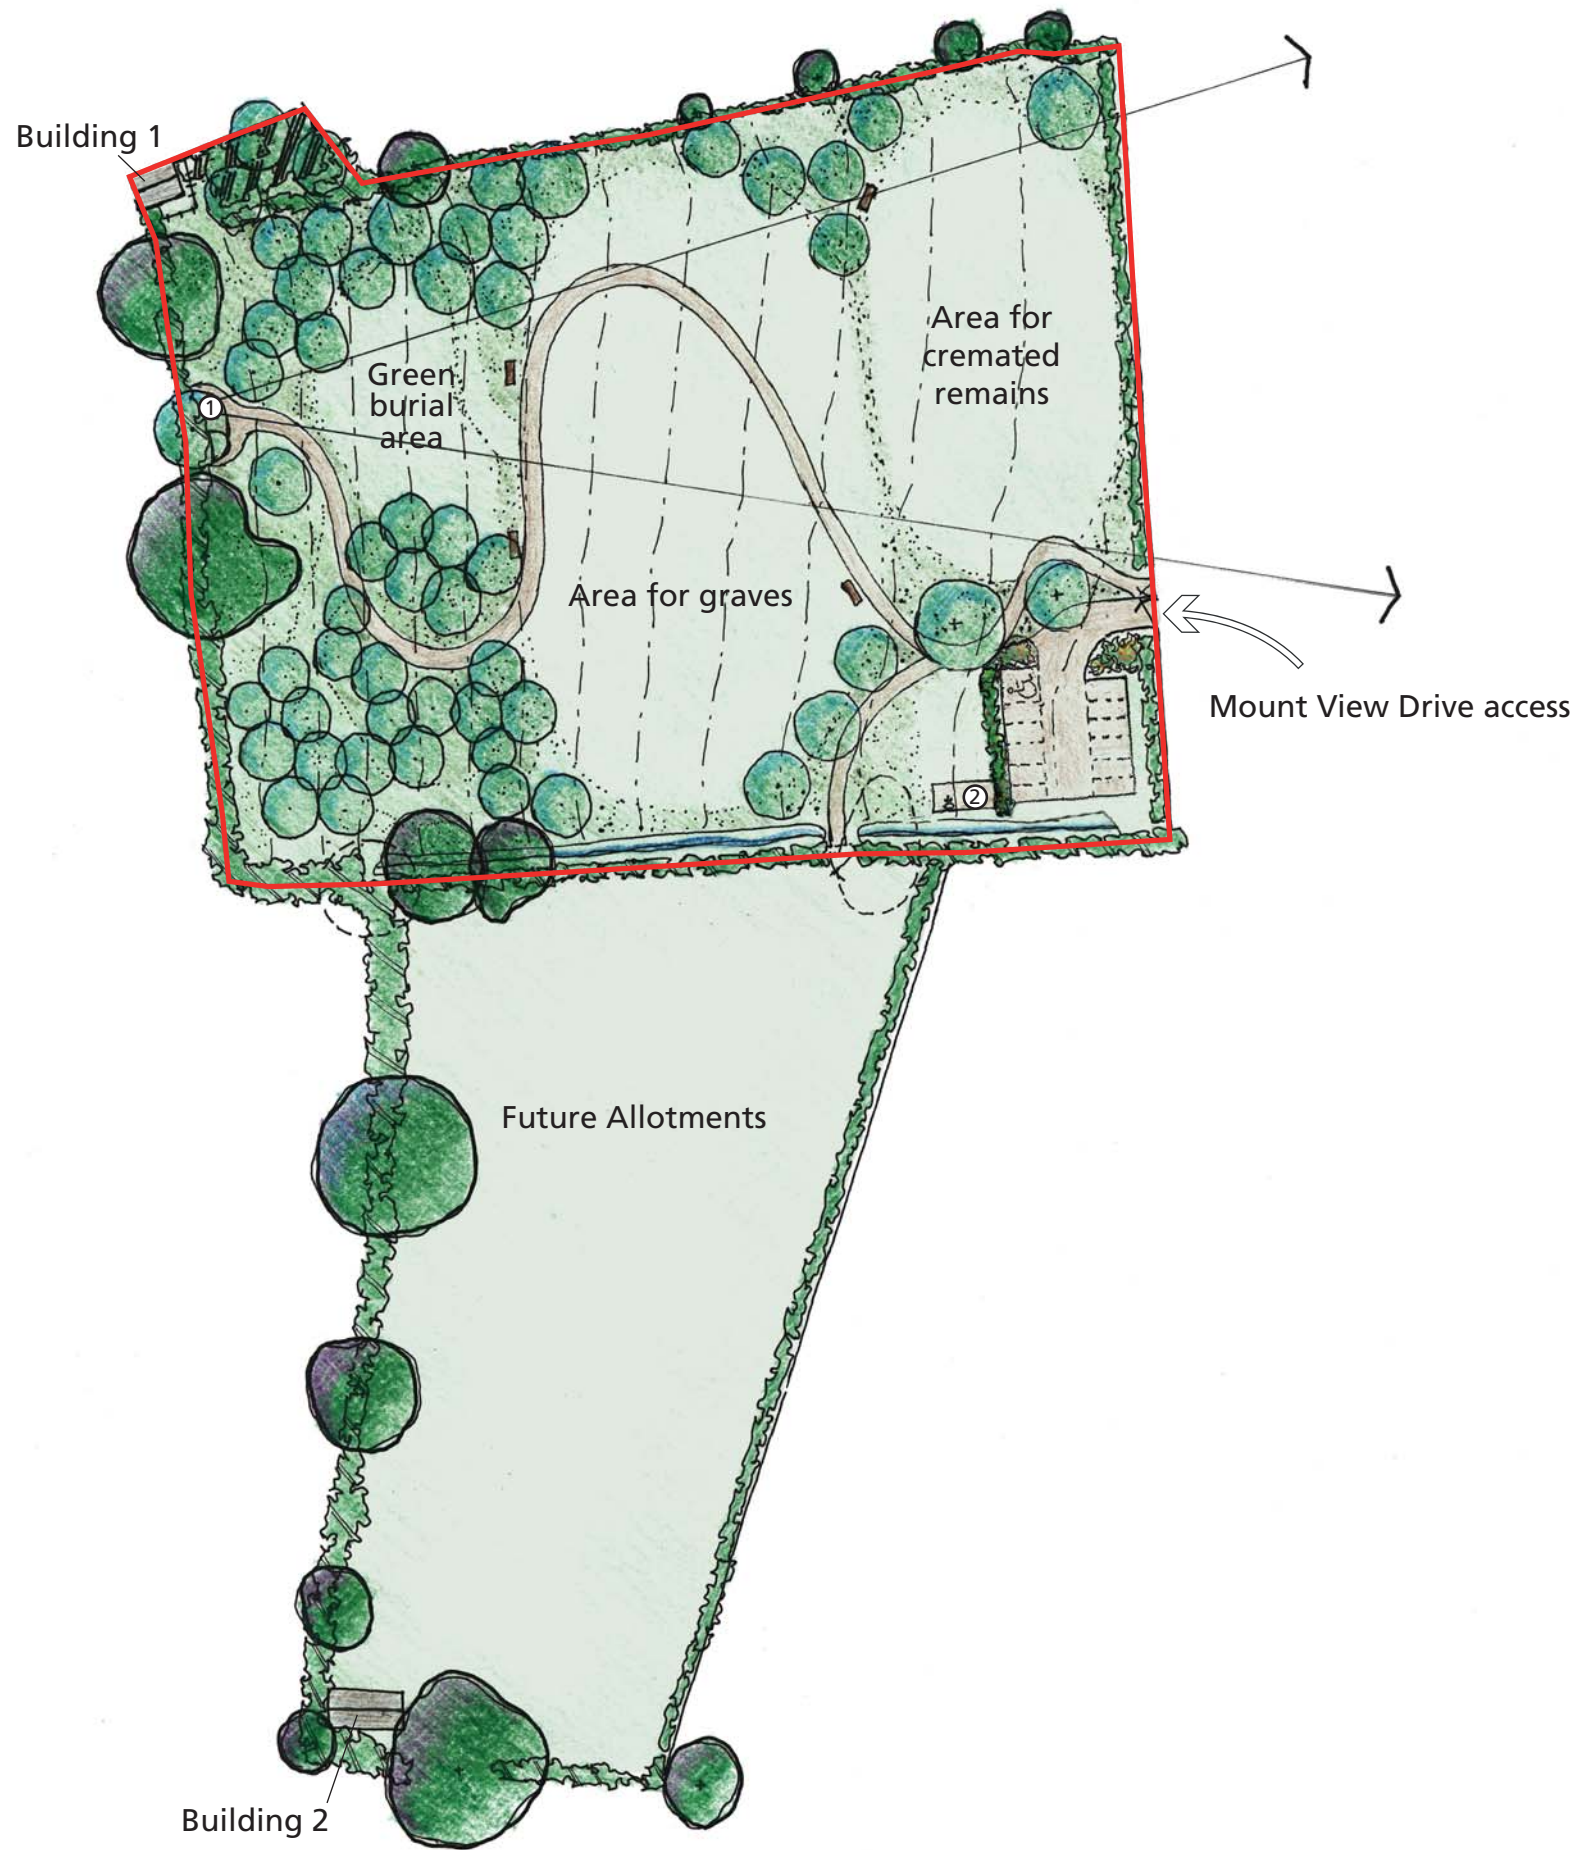 Building 1
Green
burial
area
1
Area for
cremated
remains
Area for graves
Mount View Drive access
2
Future Allotments
Building 2